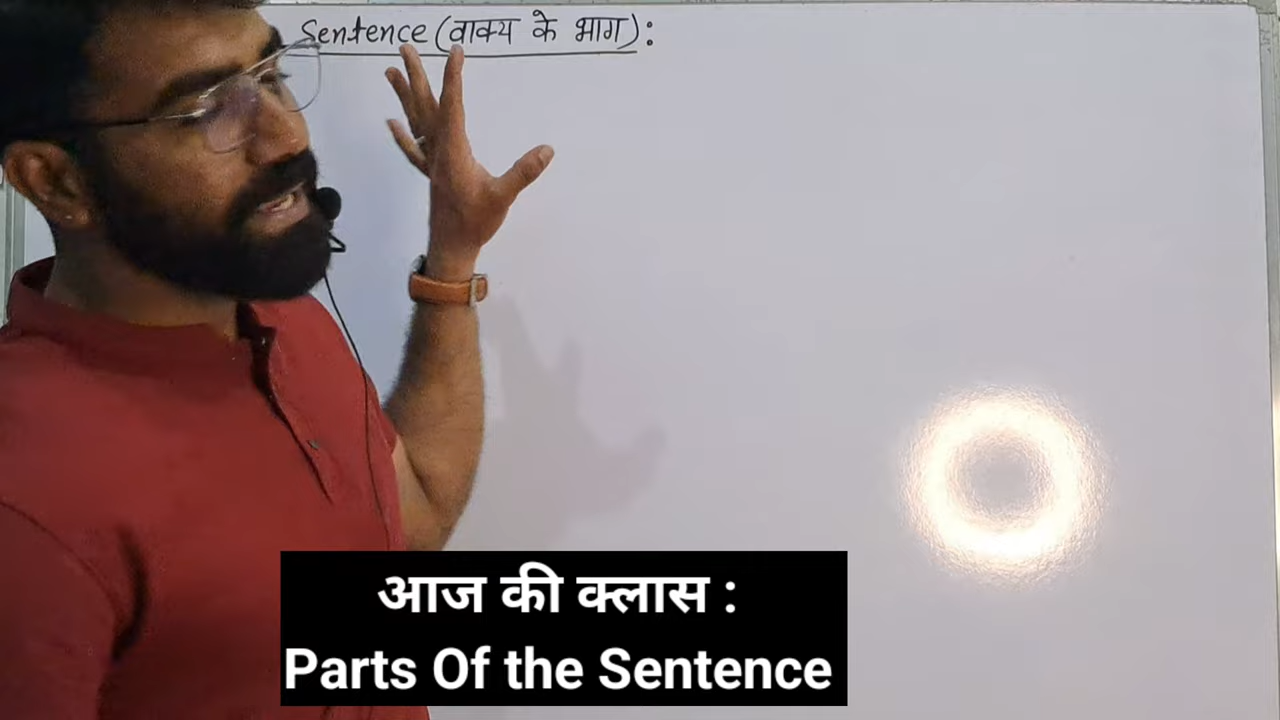 Sentence (वाक्य के भाग):
आज की क्लास :
Parts Of the Sentence